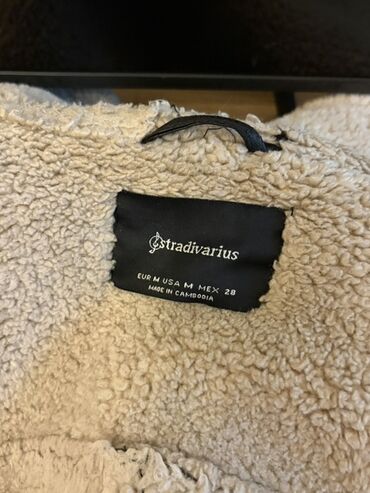 stradivarius
EUR M USA M MEX 28
MADE IN CAMBODIA